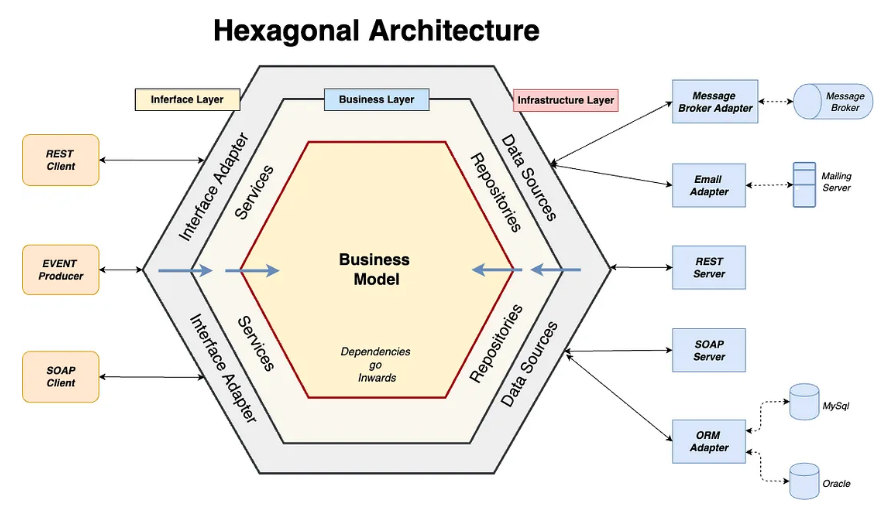 Hexagonal Architecture
Inferface Layer
Business Layer
Infrastructure Layer
REST
Client
EVENT
Producer
SOAP
Client
Interface Adapter
Services
Interface Adapter
Services
Business
Model
Dependencies
go
Inwards
Repositories
Data Sources
Repositories
Data Sources
Message
Broker Adapter
Message
Broker
Email
Adapter
Mailing
Server
REST
Server
SOAP
Server
ORM
Adapter
MySql
Oracle